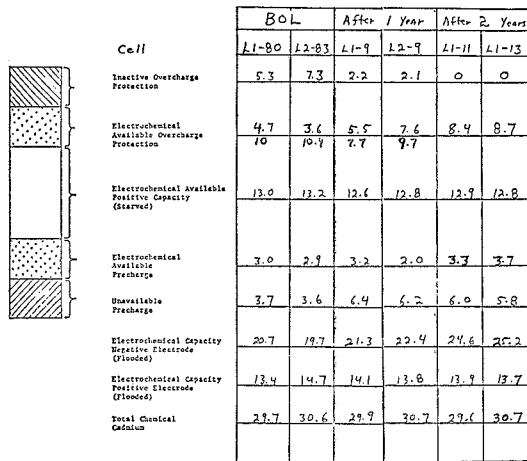 BOL After 1 Year After 2 Years
Cell L1-80 L2-83 L1-9 L2-9 L1-11 L1-13
Inactive Overcharge 5.3 7.3 2.2 2.1 0 0
Protection
Electrochemical
Available Overcharge 4.7 3.6 5.5 7.6 8.4 8.7
Protection 10 10.9 7.7 9.7
Electrochemical Available
Positive Capacity 13.0 13.2 12.6 12.8 12.9 12.8
(Starved)
Electrochemical
Available 3.0 2.9 3.2 2.0 3.3 3.7
Precharge
Unavailable 3.7 3.6 6.4 6.2 6.0 5.8
Precharge
Electrochemical Capacity 20.7 19.7 21.3 22.4 24.6 25.2
Negative Electrode
(Flooded)
Electrochemical Capacity 13.4 14.7 14.1 13.8 13.9 13.7
Positive Electrode
(Flooded)
Total Chemical 29.7 30.6 29.9 30.7 29.6 30.7
Cadmium